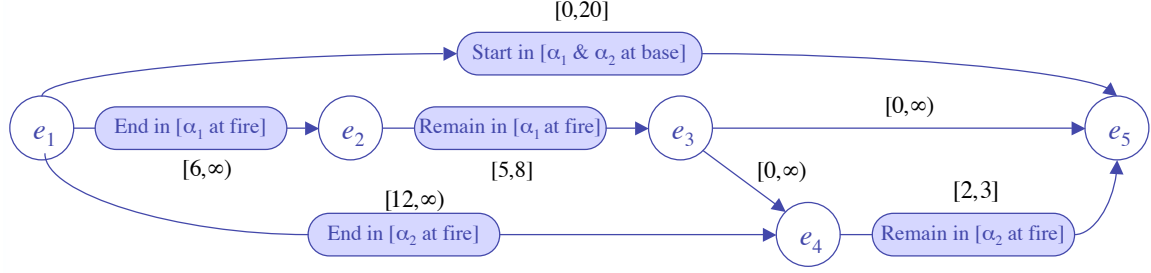 [0,20]
Start in [α₁ & α₂ at base]
e₁
End in [α₁ at fire]
e₂
Remain in [α₁ at fire]
e₃
[0,∞)
e₅
[6,∞)
[5,8]
[0,∞)
[12,∞)
[2,3]
End in [α₂ at fire]
e₄
Remain in [α₂ at fire]